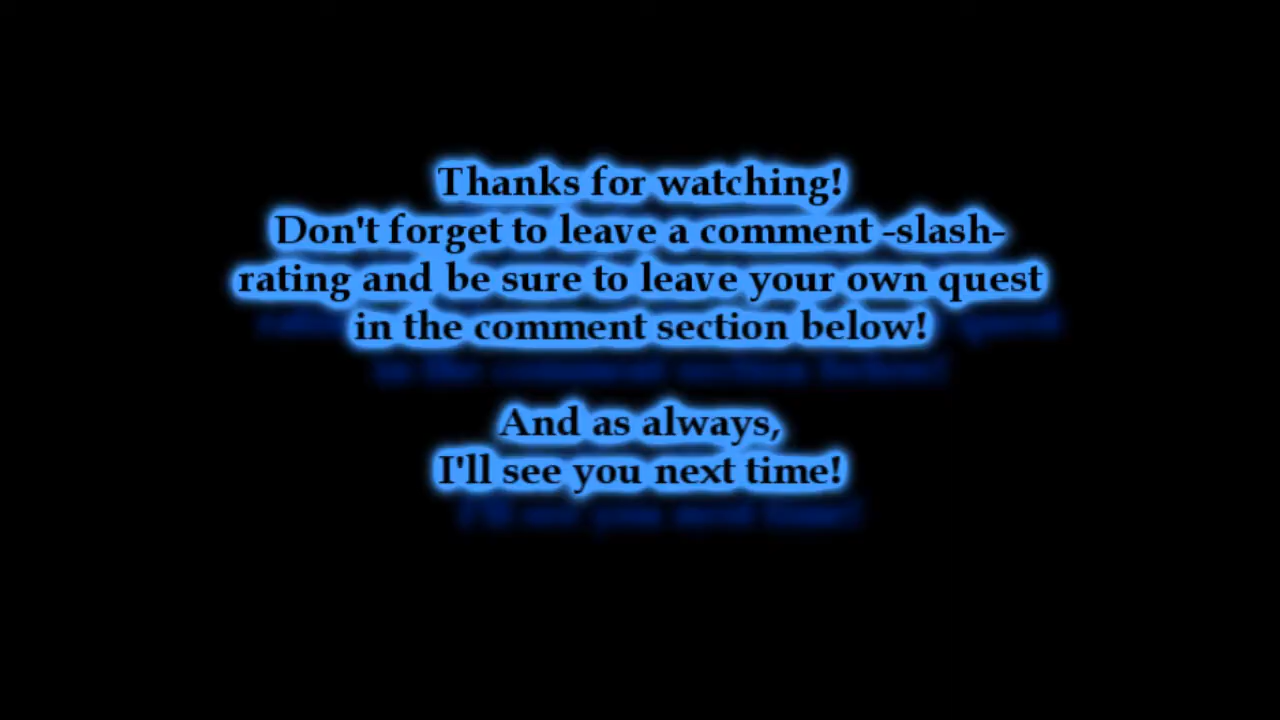 Thanks for watching!
Don't forget to leave a comment -slash-
rating and be sure to leave your own quest
in the comment section below!
And as always,
I'll see you next time!